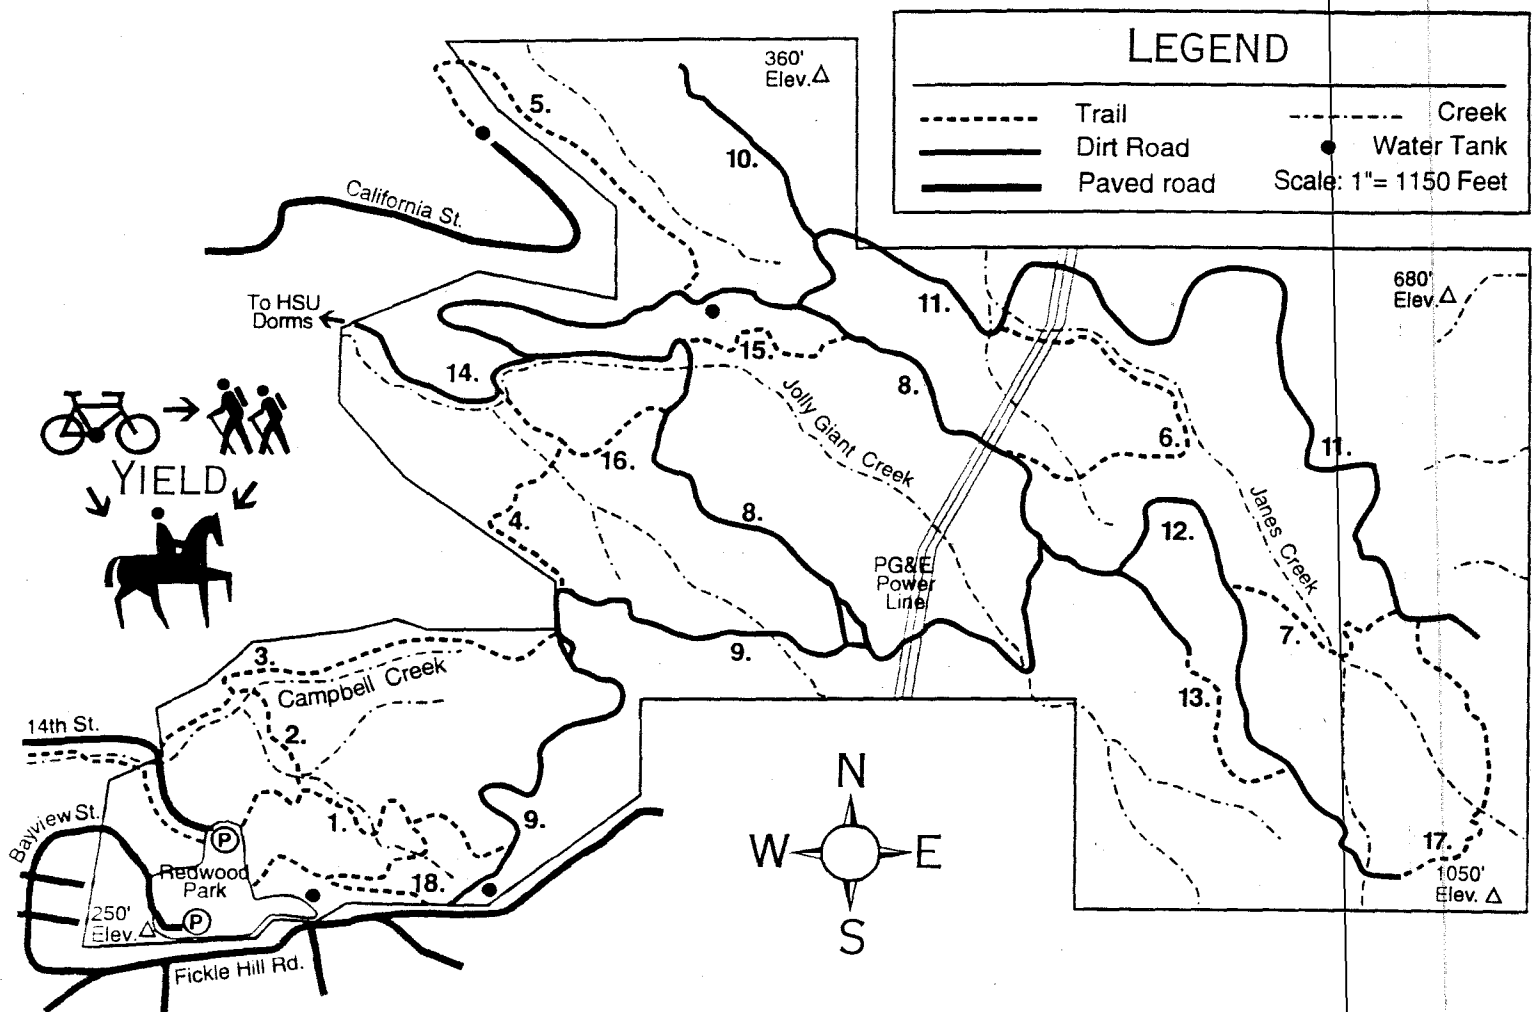 LEGEND
Trail
Creek
Dirt Road
Water Tank
Paved road
Scale: 1"= 1150 Feet
360'
Elev.
5.
10.
California St.
To HSU
Dorms
11.
680'
Elev.
15.
14.
8.
Jolly Giant Creek
6.
11.
16.
YIELD
4.
8.
12.
Janes Creek
PG&E
Power
Line
7.
9.
3.
Campbell Creek
13.
14th St.
2.
N
W
E
S
Bayview St.
1.
9.
P
17.
Redwood
Park
18.
1050'
Elev.
250'
Elev.
P
Fickle Hill Rd.